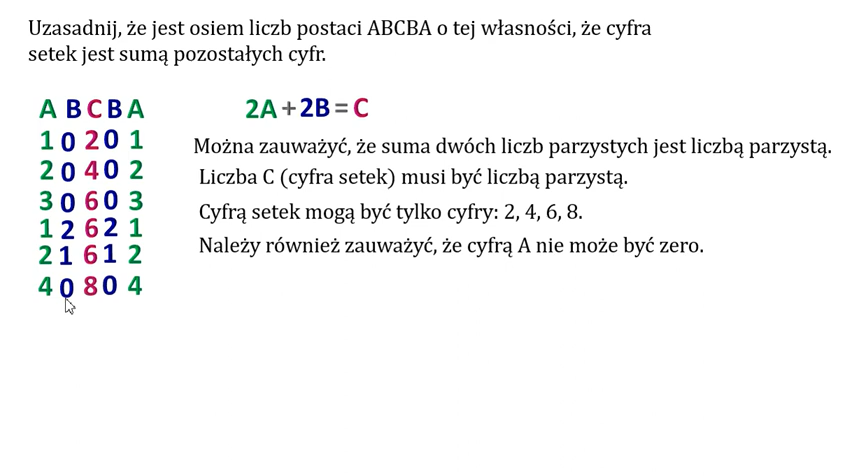 Uzasadnij, że jest osiem liczb postaci ABCBA o tej własności, że cyfra
setek jest sumą pozostałych cyfr.
A B C B A
2A + 2B = C
1 0 2 0 1
Można zauważyć, że suma dwóch liczb parzystych jest liczbą parzystą.
2 0 4 0 2
Liczba C (cyfra setek) musi być liczbą parzystą.
3 0 6 0 3
Cyfrą setek mogą być tylko cyfry: 2, 4, 6, 8.
1 2 6 2 1
2 1 6 1 2
Należy również zauważyć, że cyfrą A nie może być zero.
4 0 8 0 4